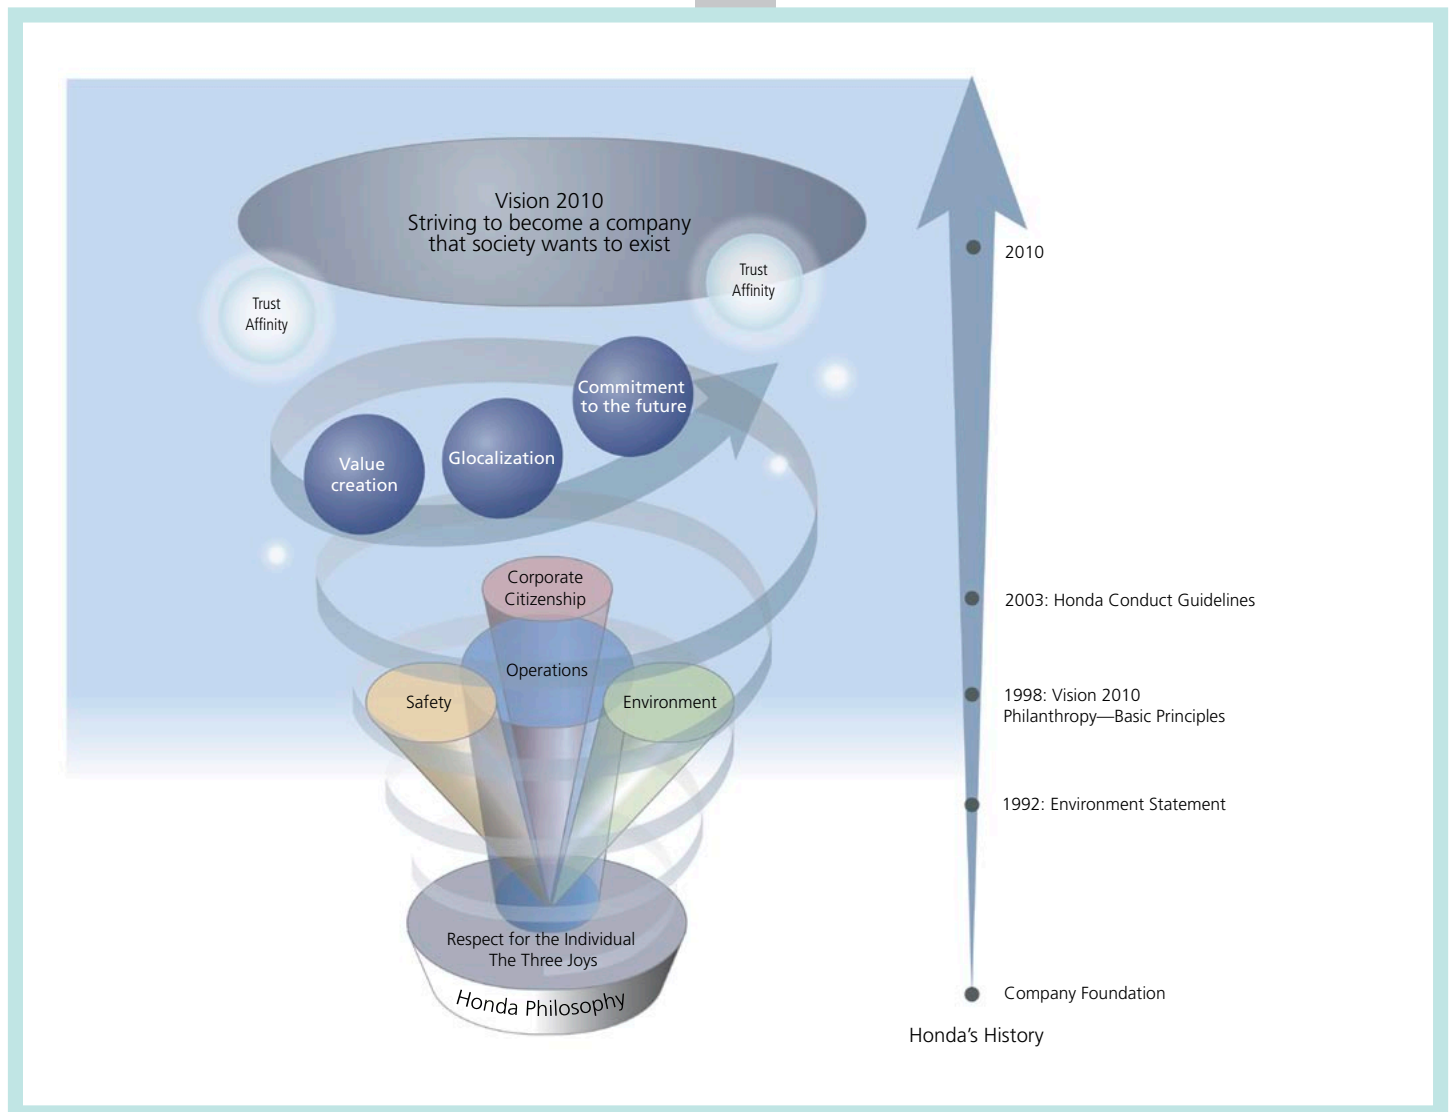 Vision 2010
Striving to become a company
that society wants to exist
Trust
Affinity
Trust
Affinity
Commitment
to the future
Glocalization
Value
creation
Corporate
Citizenship
Operations
Safety
Environment
Respect for the Individual
The Three Joys
Honda Philosophy
2010
2003: Honda Conduct Guidelines
1998: Vision 2010
Philanthropy—Basic Principles
1992: Environment Statement
Company Foundation
Honda’s History